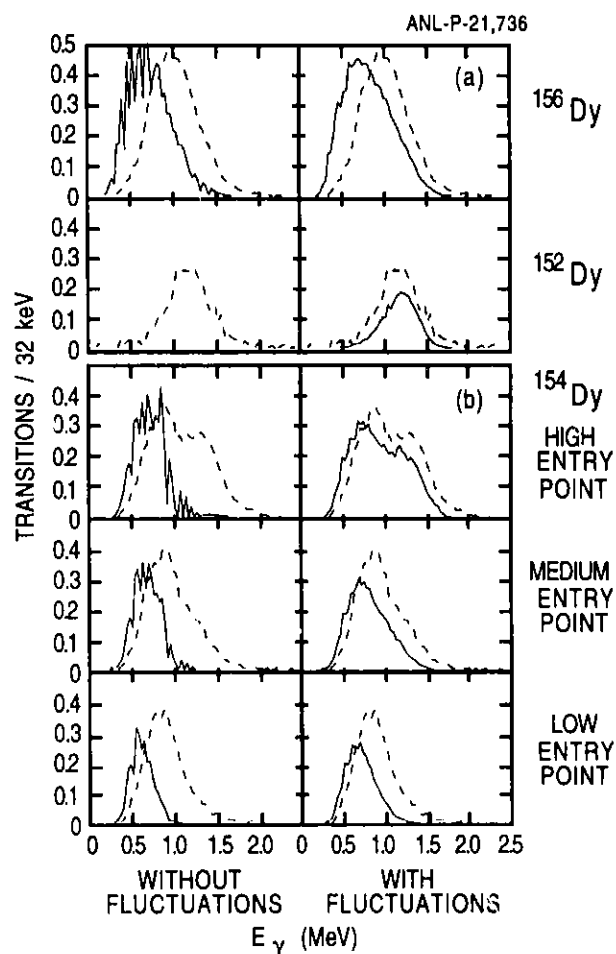 ANL-P-21,736
0.5
0.4
0.3
0.2
0.1
0
(a)
156Dy
0.3
0.2
0.1
0
152Dy
TRANSITIONS / 32 keV
0.4
0.3
0.2
0.1
0
(b)
154Dy
HIGH
ENTRY
POINT
0.4
0.3
0.2
0.1
0
MEDIUM
ENTRY
POINT
0.4
0.3
0.2
0.1
0
LOW
ENTRY
POINT
0 0.5 1.0 1.5 2.0 0 0.5 1.0 1.5 2.0 2.5
WITHOUT
FLUCTUATIONS
WITH
FLUCTUATIONS
Eγ (MeV)